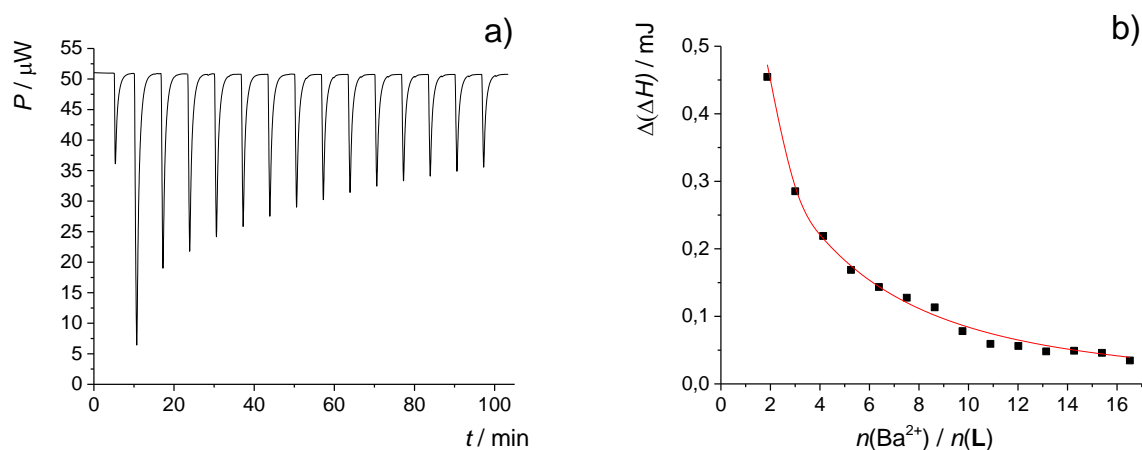 a)
P / μW
55
50
45
40
35
30
25
20
15
10
5
0
0 20 40 60 80 100
t / min
b)
Δ(ΔH) / mJ
0,5
0,4
0,3
0,2
0,1
0,0
0 2 4 6 8 10 12 14 16
n(Ba²⁺) / n(L)